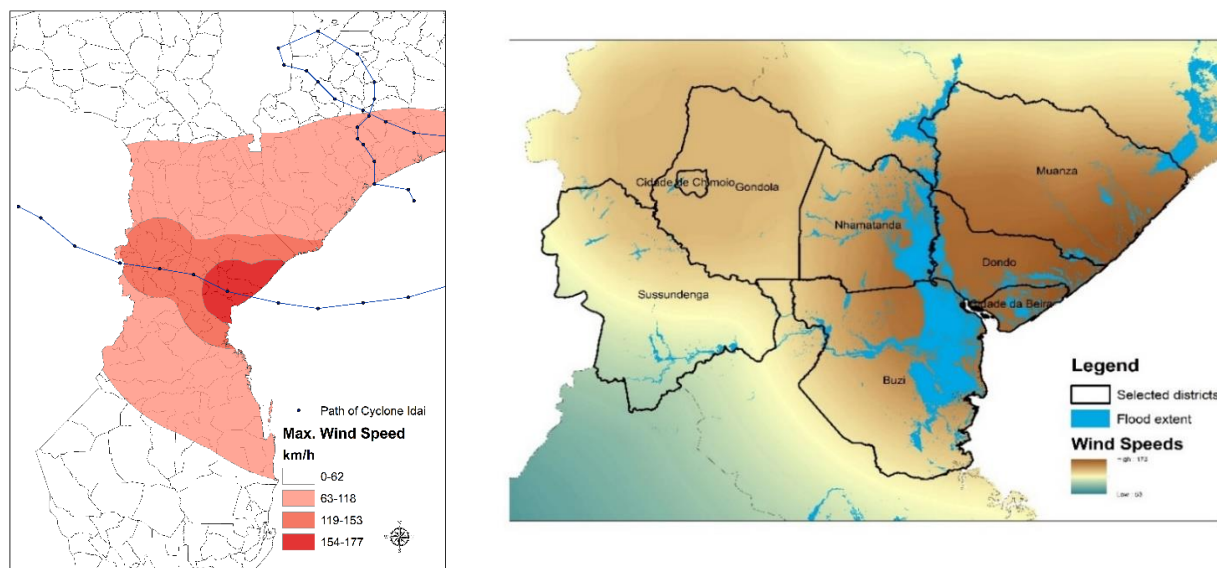 Path of Cyclone Idai
Max. Wind Speed
km/h
0-62
63-118
119-153
154-177
Muanza
Cidade de Chimoio
Gondola
Nhamatanda
Dondo
Sussundenga
Cidade da Beira
Buzi
Legend
Selected districts
Flood extent
Wind Speeds